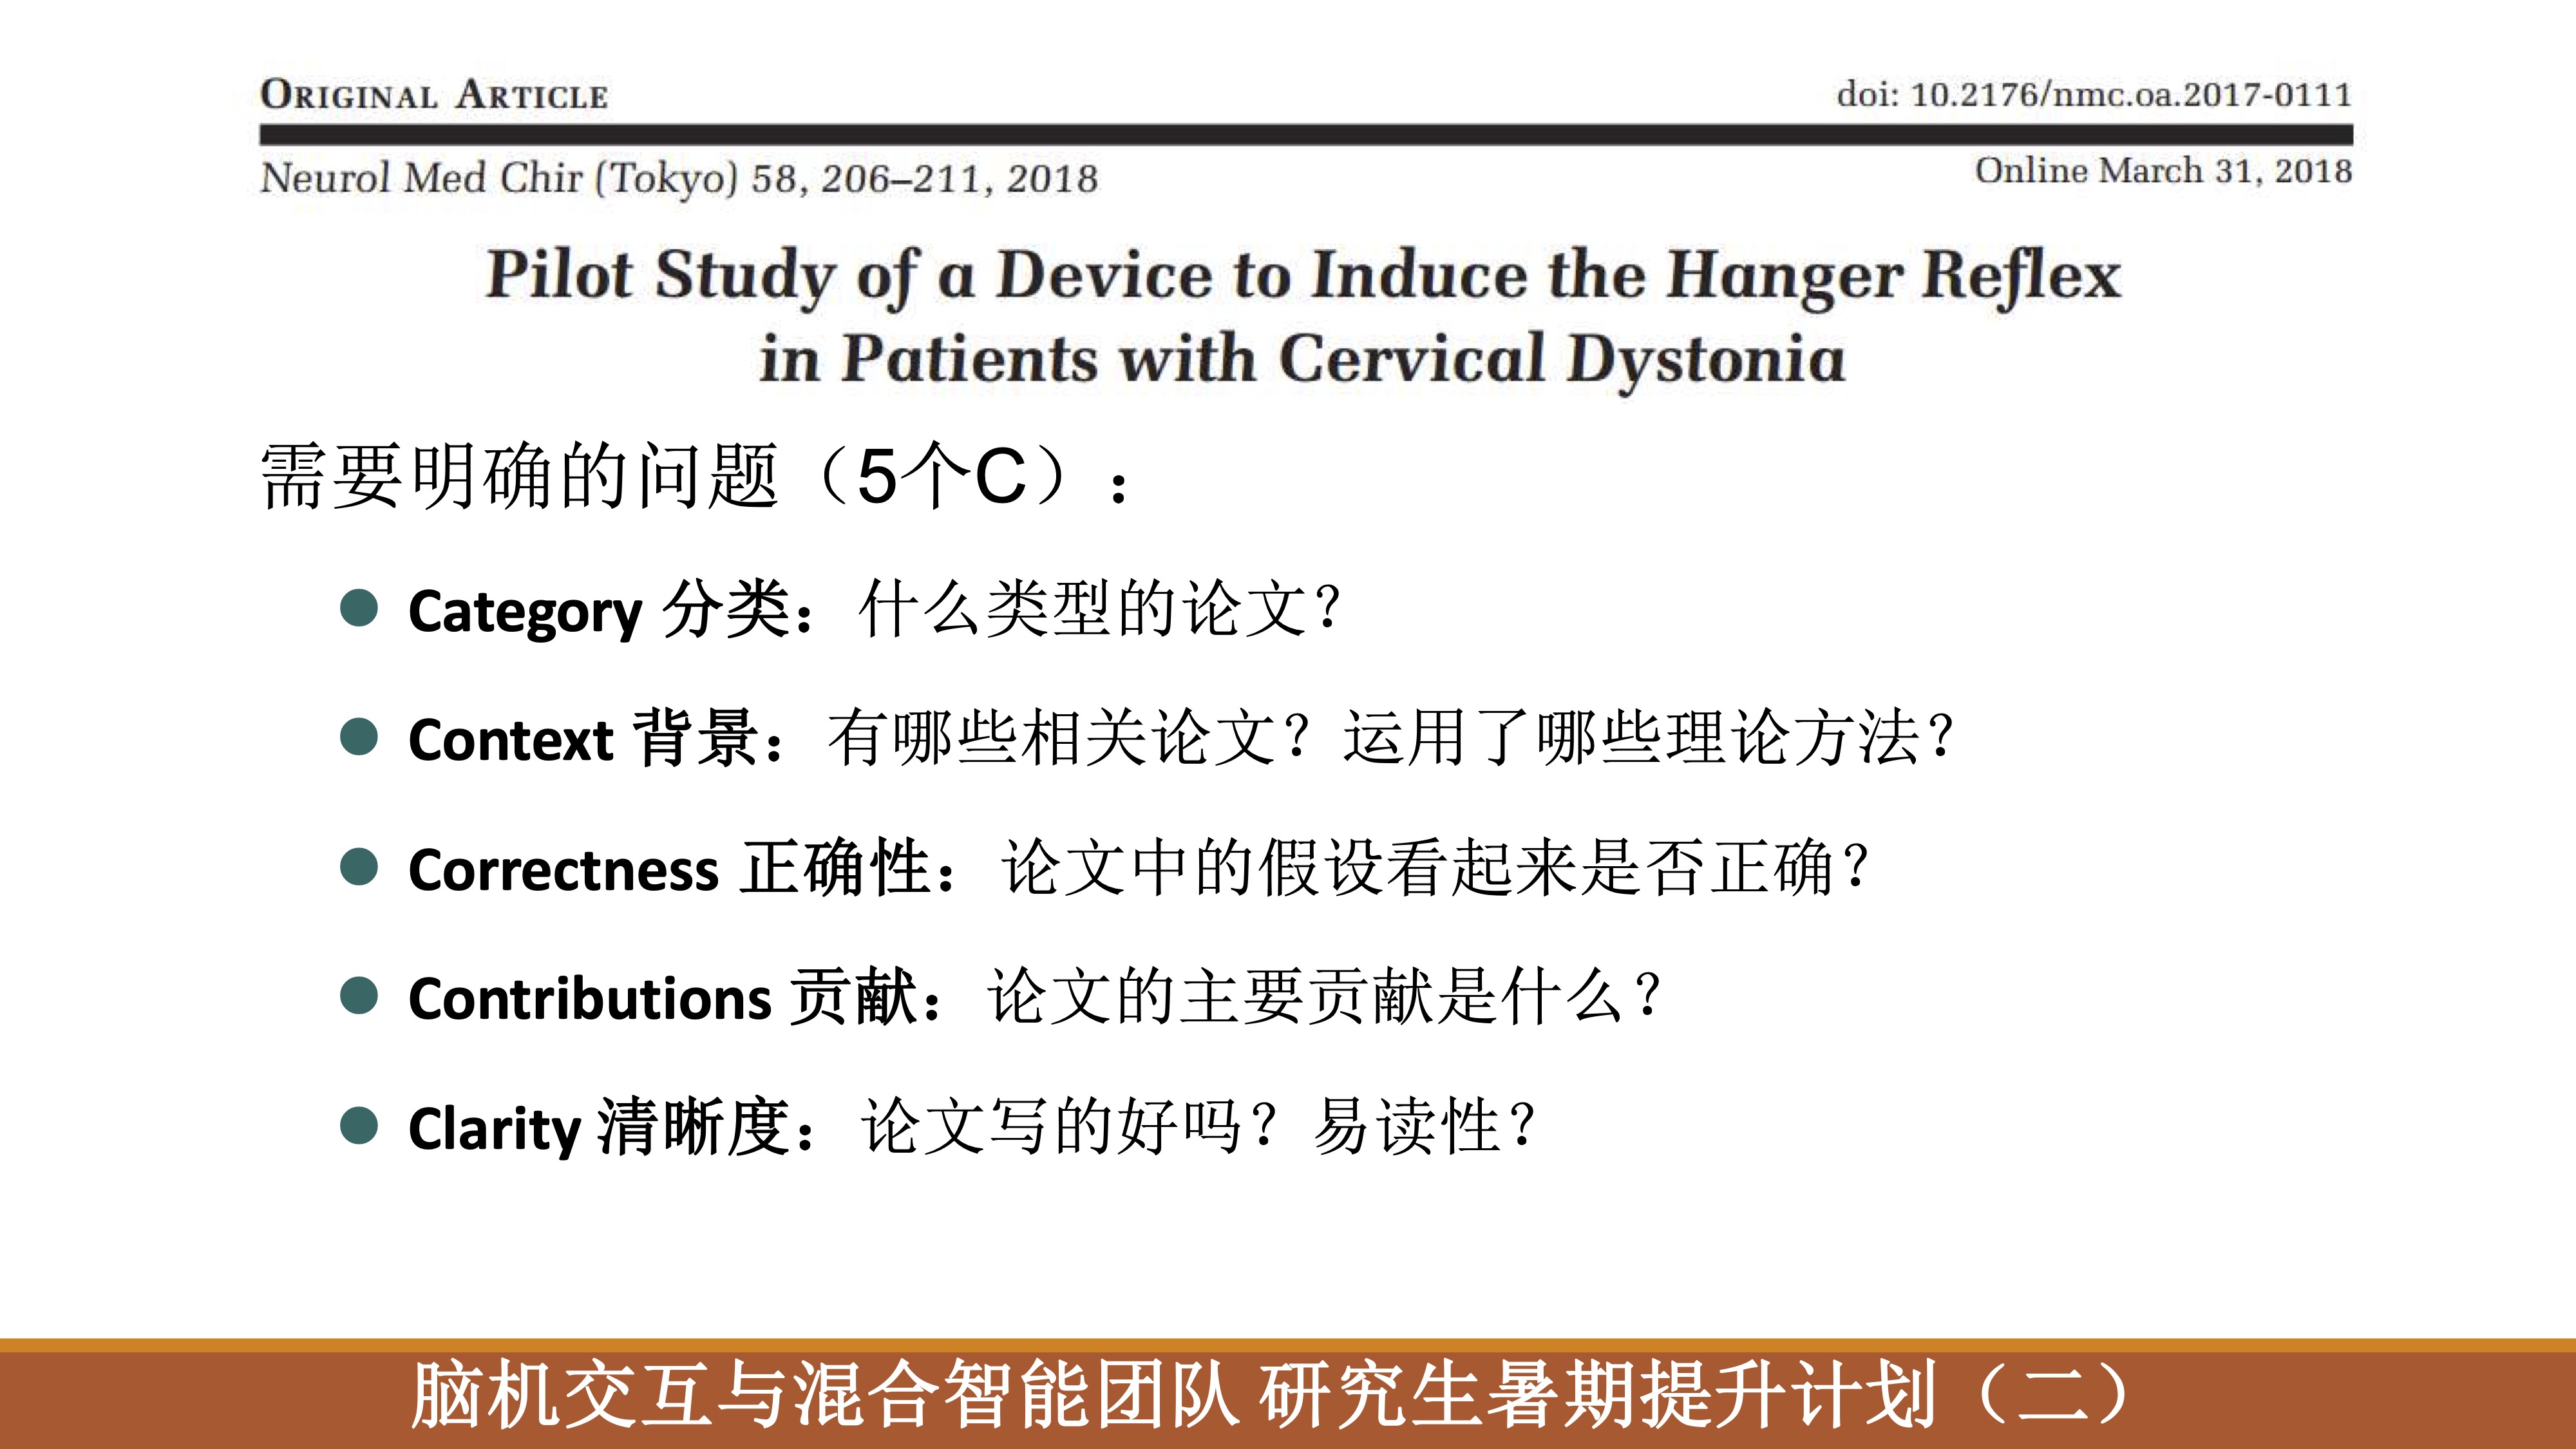 ORIGINAL ARTICLE
doi: 10.2176/nmc.oa.2017-0111
Neurol Med Chir (Tokyo) 58, 206–211, 2018
Online March 31, 2018
Pilot Study of a Device to Induce the Hanger Reflex
in Patients with Cervical Dystonia
需要明确的问题（5个C）：
● Category 分类：什么类型的论文？
● Context 背景：有哪些相关论文？运用了哪些理论方法？
● Correctness 正确性：论文中的假设看起来是否正确？
● Contributions 贡献：论文的主要贡献是什么？
● Clarity 清晰度：论文写的好吗？易读性？
脑机交互与混合智能团队 研究生暑期提升计划（二）